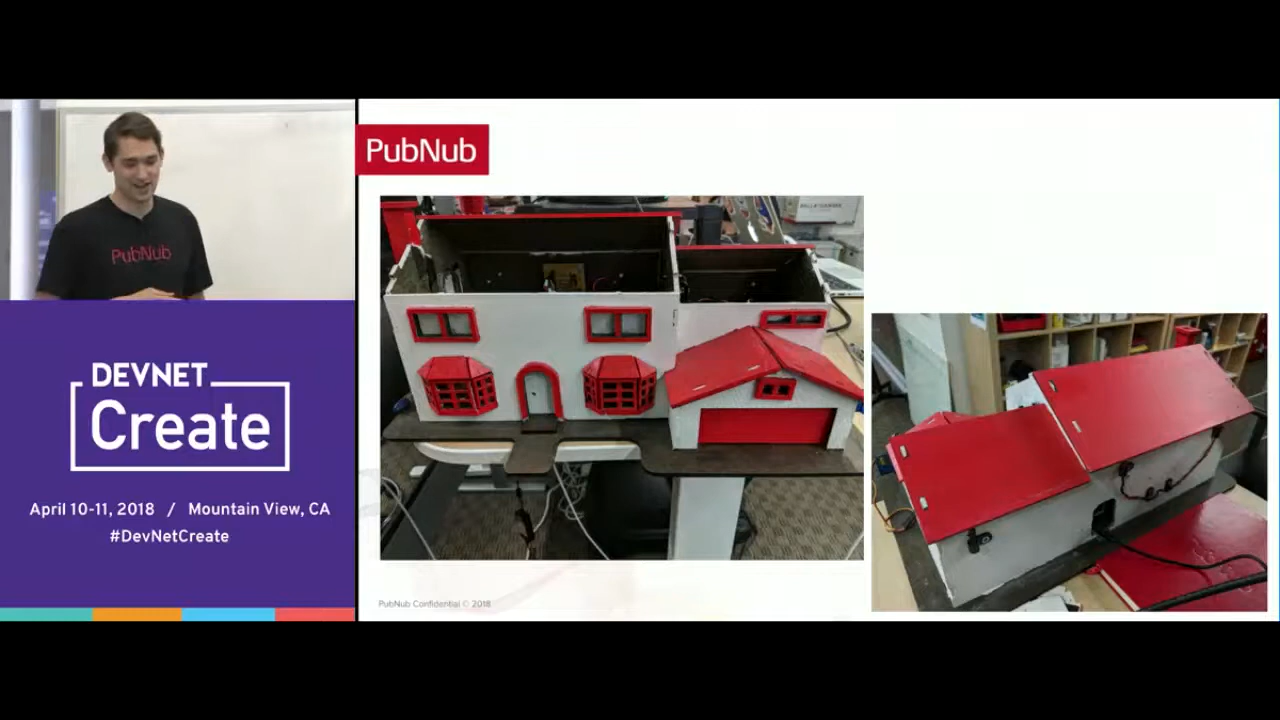 PubNub
PubNub
DEVNET
Create
April 10-11, 2018 / Mountain View, CA
#DevNetCreate
PubNub Confidential © 2018